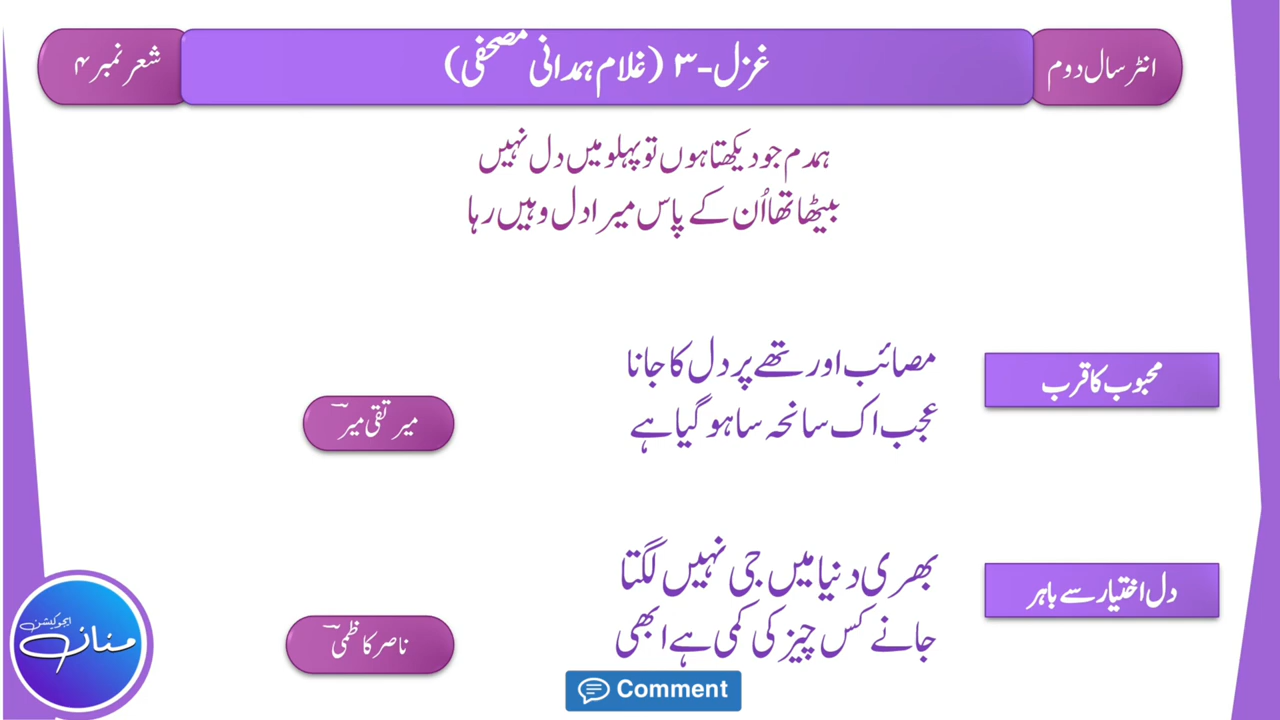 انٹر سال دوم
غزل-۳ (غلام ہمدانی مصحفی)
شعر نمبر ۴
ہمدم جو دیکھتا ہوں تو پہلو میں دل نہیں
بیٹھا تھا اُن کے پاس میرا دل وہیں رہا
محبوب کا قرب
مصائب اور تھے پر دل کا جانا
عجب اک سانحہ سا ہو گیا ہے
میر تقی میرؔ
دل اختیار سے باہر
بھری دنیا میں جی نہیں لگتا
جانے کس چیز کی کمی ہے ابھی
ناصر کاظمیؔ
ایجوکیشن
منان
Comment